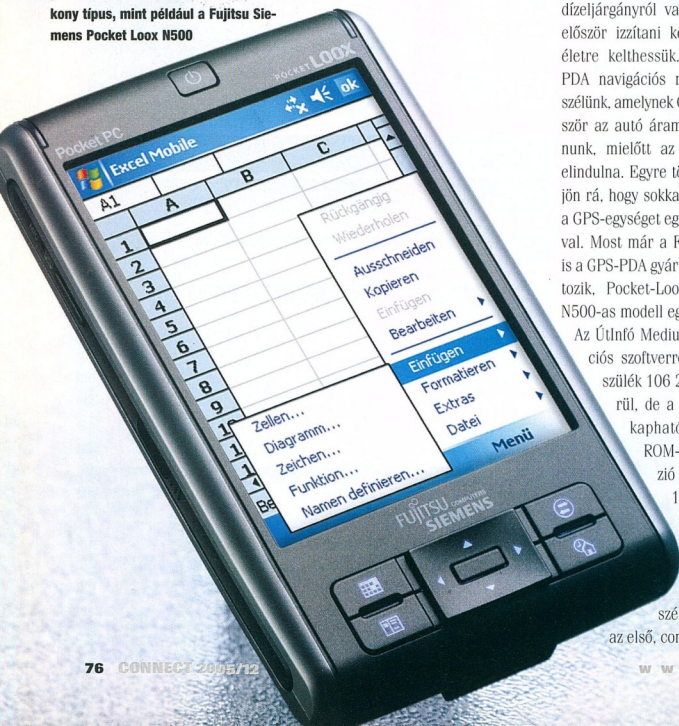 kony típus, mint például a Fujitsu Sie-
mens Pocket Loox N500
POCKET LOOX
Pocket PC
Excel Mobile
ok
A1
A B C
1
2
3
4
5
6
7
8
9
Rückgängig
Wiederholen
Ausschneiden
Kopieren
Einfügen
Bearbeiten
Einfügen
Formatieren
Extras
Datei
Zellen...
Diagramm...
Zeichen...
Funktion...
Namen definieren...
Menü
FUJITSU COMPUTERS
SIEMENS
dízeljárgányról va
először izzítani k
életre kelthessük.
PDA navigációs
szélünk, amelynek
ször az autó áram
nunk, mielőtt az
elindulna. Egyre
jön rá, hogy sokka
a GPS-egységet eg
val. Most már a F
is a GPS-PDA gyár
tozik, Pocket-Loo
N500-as modell eg
Az ÚtInfó Mediu
ciós szoftverre
szülék 106 2
rül, de a
kapható
ROM-
zió
1
szé
az első, con
76 CONNECT 2005/12
w w